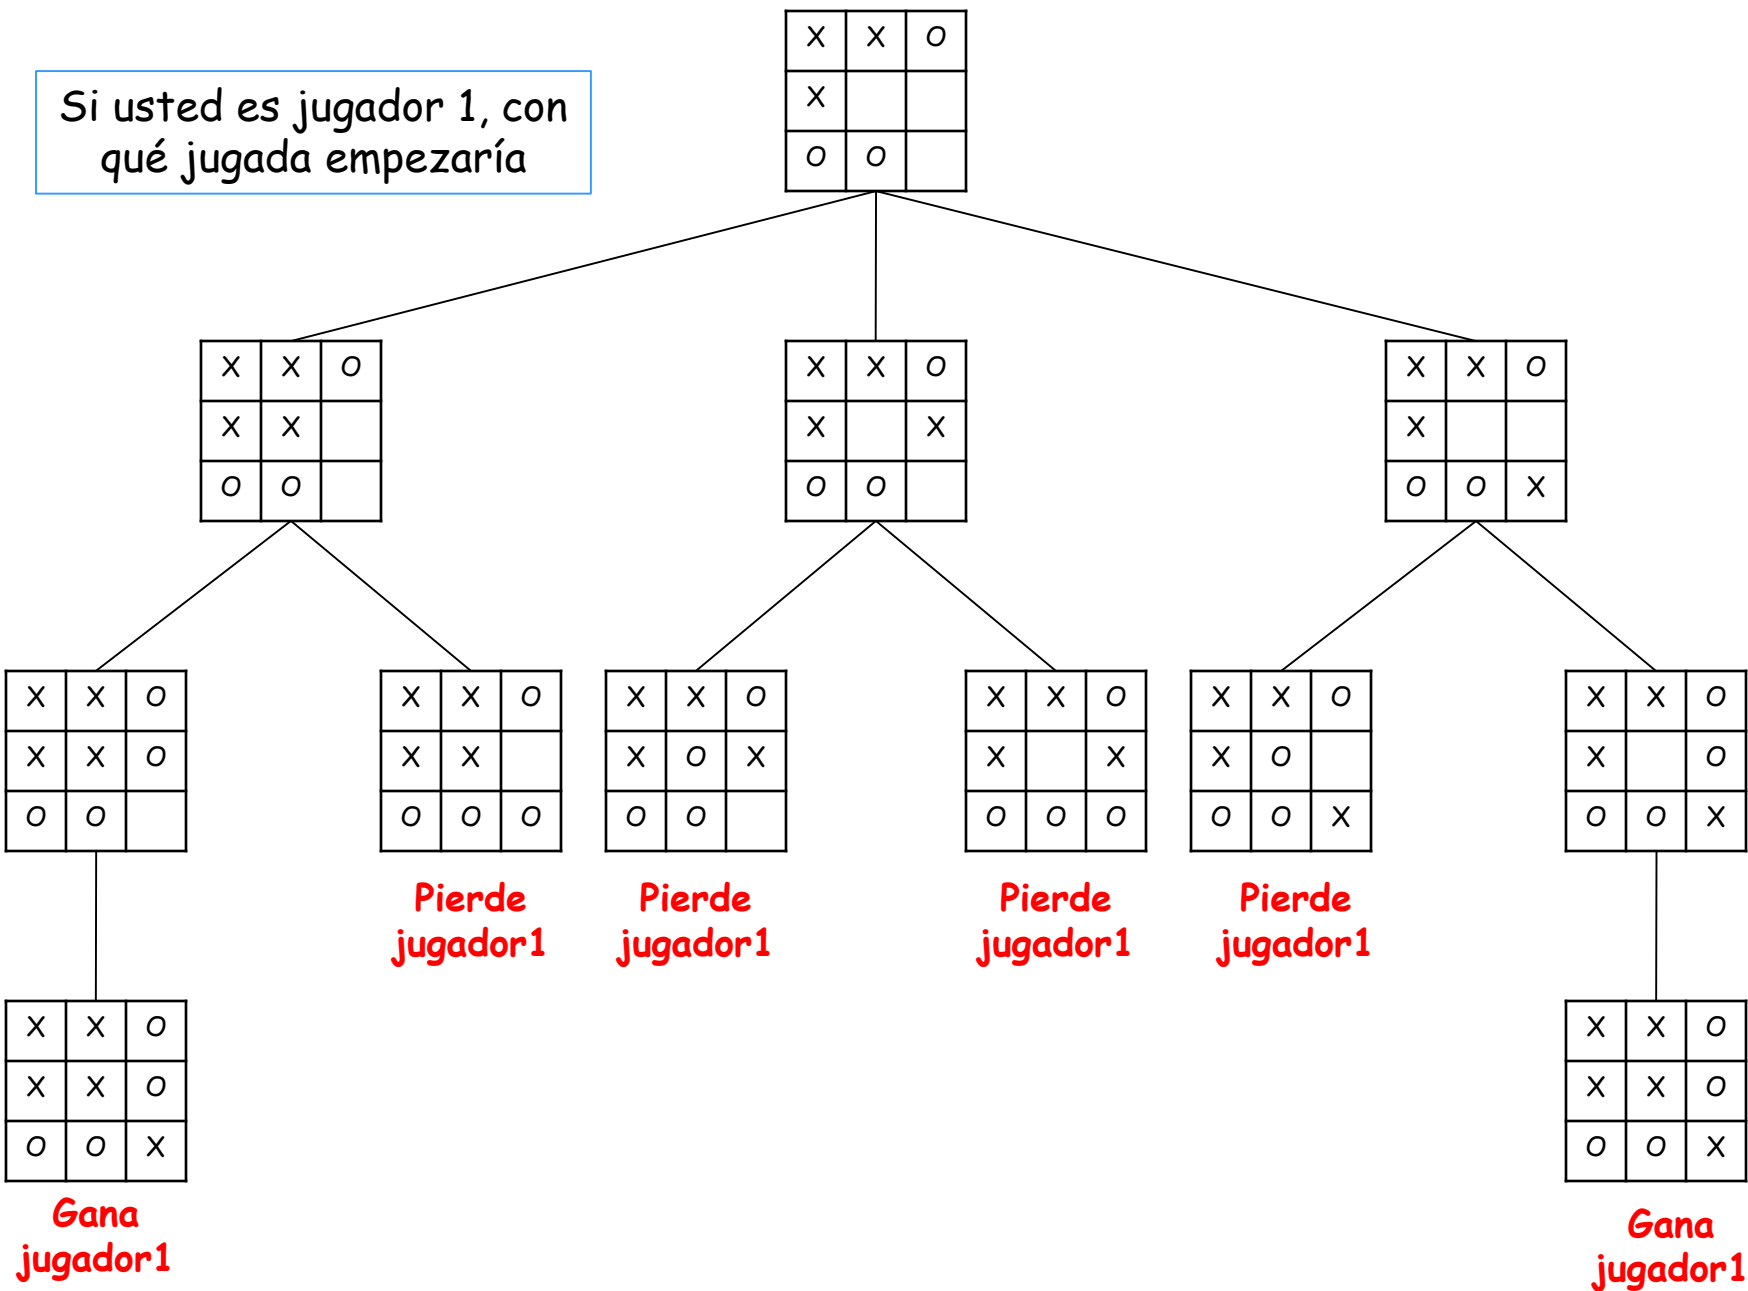 X X O
Si usted es jugador 1, con
qué jugada empezaría
X
O O
X X O X X O X X O
X X X X X
O O O O O O X
X X O X X O X X O X X O X X O X X O
X X O X X X O X X X X O X O
O O O O O O O O O O O O X O O X
Pierde Pierde Pierde Pierde
jugador1 jugador1 jugador1 jugador1
X X O X X O
X X O X X O
O O X O O X
Gana Gana
jugador1 jugador1